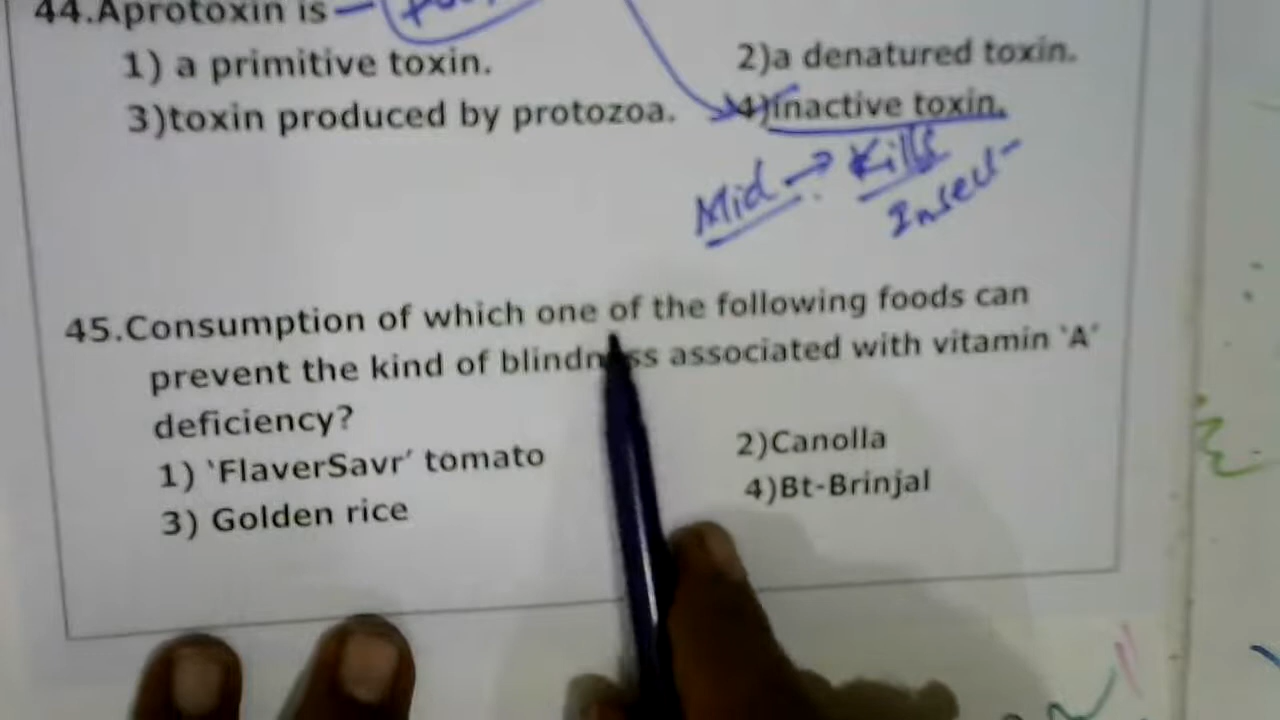 44.Aprotoxin is
1) a primitive toxin.
2)a denatured toxin.
3)toxin produced by protozoa.
4)inactive toxin.
Mid → Kills
Insect
45.Consumption of which one of the following foods can
prevent the kind of blindness associated with vitamin ‘A’
deficiency?
1) ‘FlaverSavr’ tomato
2)Canolla
3) Golden rice
4)Bt-Brinjal